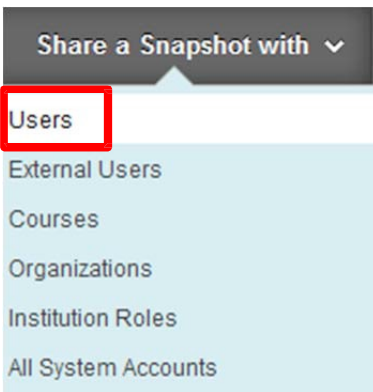 Share a Snapshot with
Users
External Users
Courses
Organizations
Institution Roles
All System Accounts